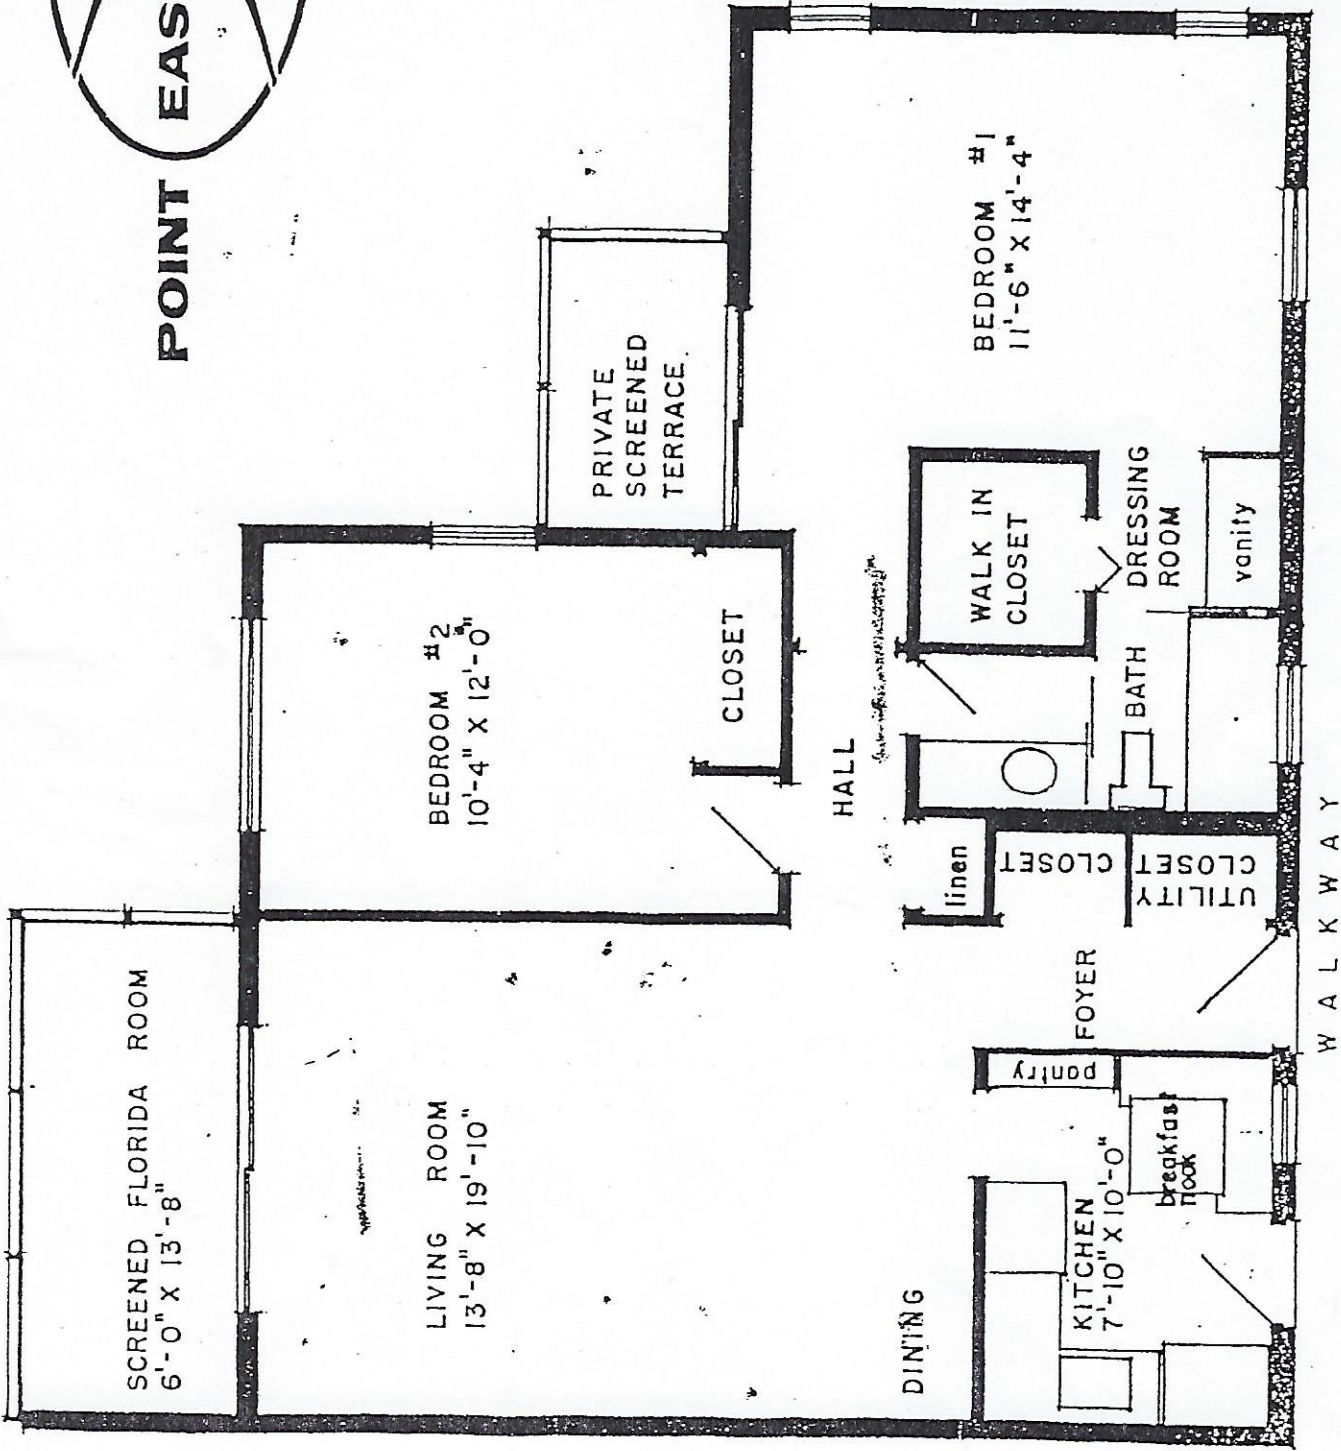 POINT EAS
SCREENED FLORIDA ROOM
6'-0" X 13'-8"
LIVING ROOM
13'-8" X 19'-10"
DINING
BEDROOM #2
10'-4" X 12'-0"
CLOSET
PRIVATE
SCREENED
TERRACE.
HALL
BEDROOM #1
11'-6" X 14'-4"
WALK IN
CLOSET
DRESSING
ROOM
vanity
BATH
linen
CLOSET
UTILITY
CLOSET
FOYER
pantry
KITCHEN
7'-10" X 10'-0"
breakfast
nook
WALKWAY